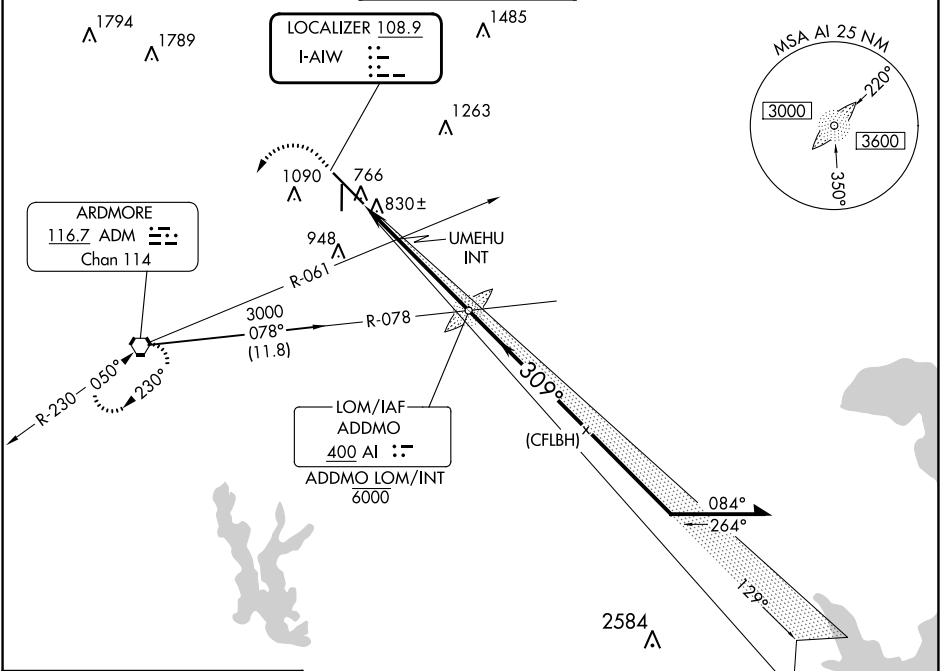 1794
1789
LOCALIZER 108.9
I-AIW
1485
1263
MSA AI 25 NM
220°
3000
3600
350°
1090
766
830±
948
UMEHU
INT
ARDMORE
116.7 ADM
Chan 114
R-061
3000
078°
(11.8)
R-078
R-230
050°
230°
309°
LOM/IAF
ADDMO
400 AI
ADDMO LOM/INT
6000
(CFLBH)
084°
264°
129°
2584